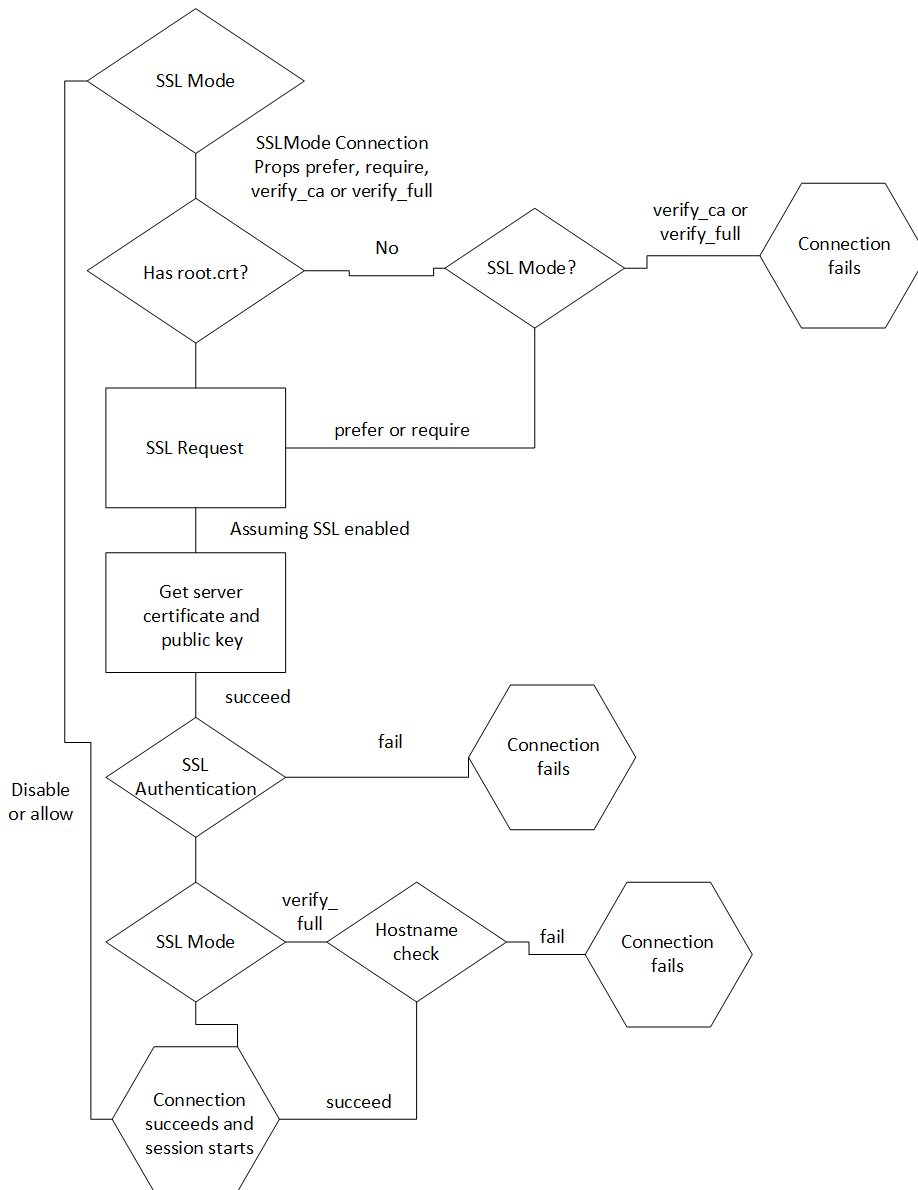 SSL Mode
SSLMode Connection
Props prefer, require,
verify_ca or verify_full
Has root.crt?
No
SSL Mode?
verify_ca or
verify_full
Connection
fails
SSL Request
prefer or require
Assuming SSL enabled
Get server
certificate and
public key
succeed
SSL
Authentication
fail
Connection
fails
Disable
or allow
SSL Mode
verify_
full
Hostname
check
fail
Connection
fails
Connection
succeeds and
session starts
succeed